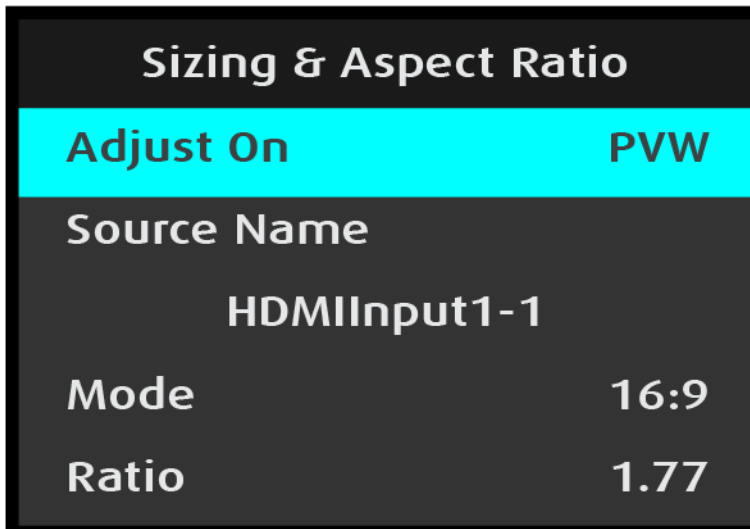 Sizing & Aspect Ratio
Adjust On PVW
Source Name
HDMIInput1-1
Mode 16:9
Ratio 1.77